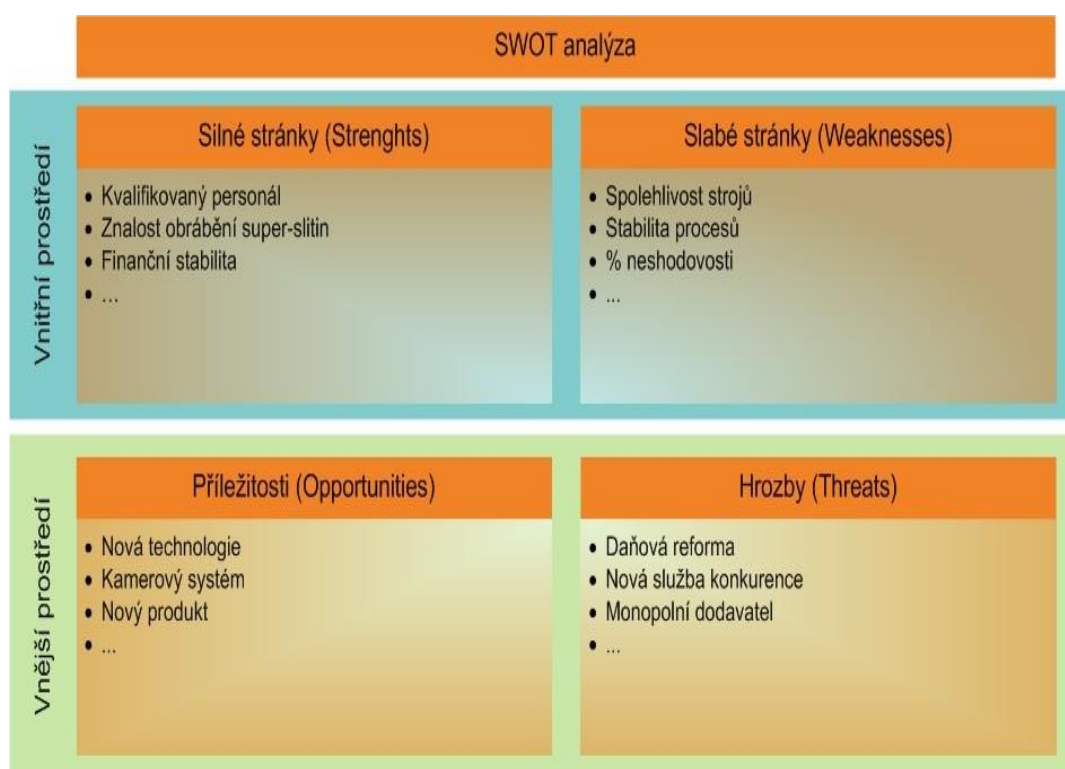 SWOT analýza
Vnitřní prostředí
Silné stránky (Strenghts)
• Kvalifikovaný personál
• Znalost obrábění super-slitin
• Finanční stabilita
• ...
Slabé stránky (Weaknesses)
• Spolehlivost strojů
• Stabilita procesů
• % neshodovosti
• ...
Vnější prostředí
Příležitosti (Opportunities)
• Nová technologie
• Kamerový systém
• Nový produkt
• ...
Hrozby (Threats)
• Daňová reforma
• Nová služba konkurence
• Monopolní dodavatel
• ...